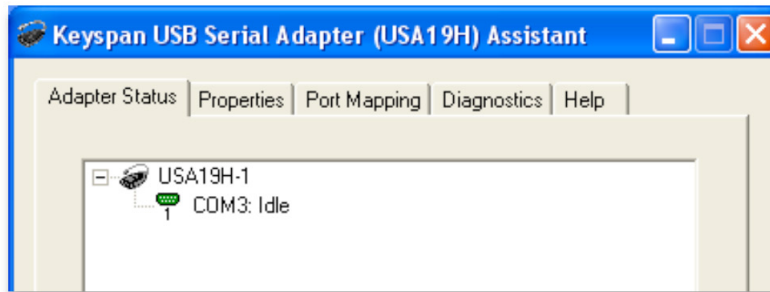 Keyspan USB Serial Adapter (USA19H) Assistant
Adapter Status Properties Port Mapping Diagnostics Help
USA19H-1
1 COM3: Idle